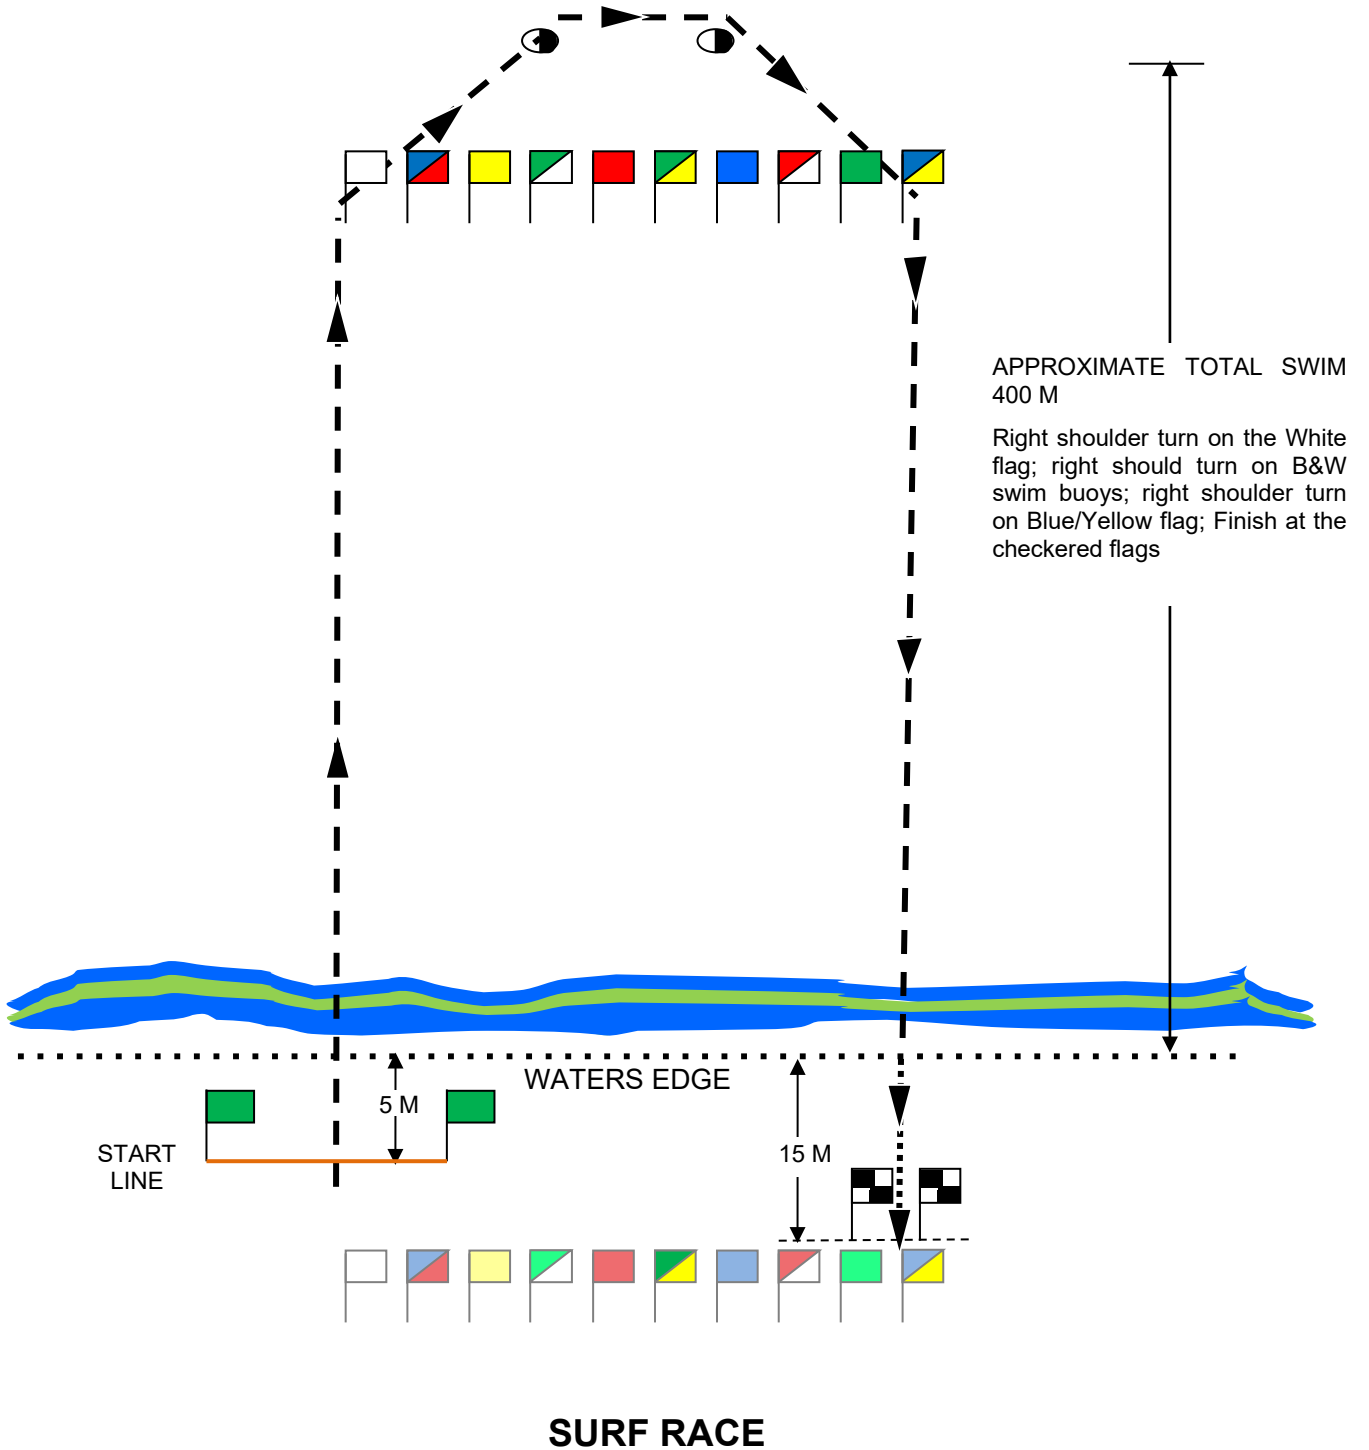 APPROXIMATE TOTAL SWIM
400 M
Right shoulder turn on the White
flag; right should turn on B&W
swim buoys; right shoulder turn
on Blue/Yellow flag; Finish at the
checkered flags
WATERS EDGE
5 M
START
LINE
15 M
SURF RACE